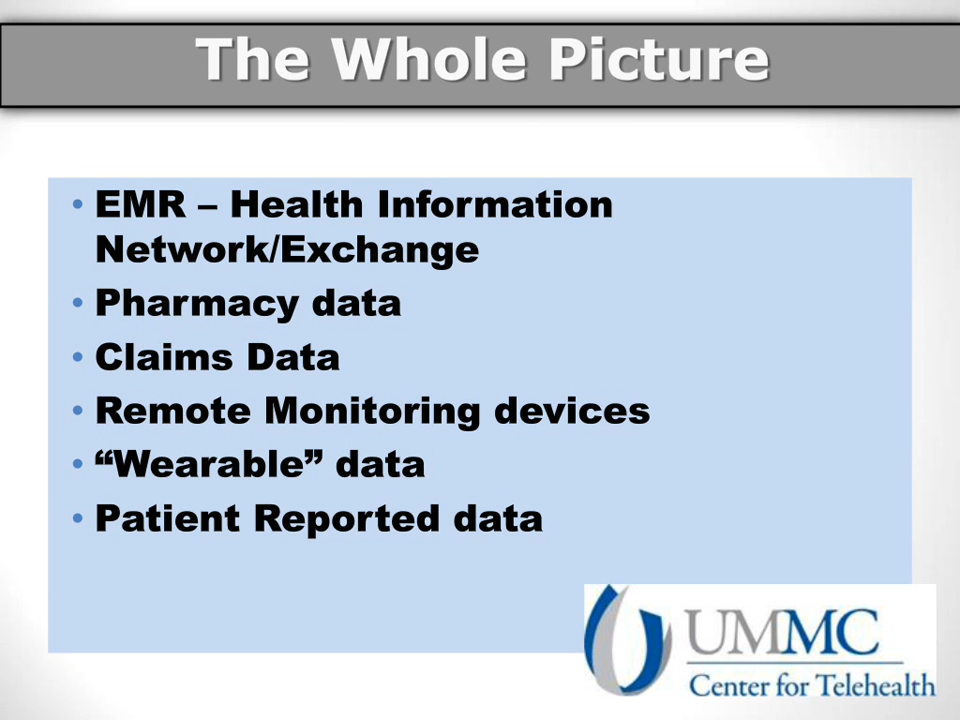 The Whole Picture
• EMR – Health Information
Network/Exchange
• Pharmacy data
• Claims Data
• Remote Monitoring devices
• “Wearable” data
• Patient Reported data
UMMC
Center for Telehealth